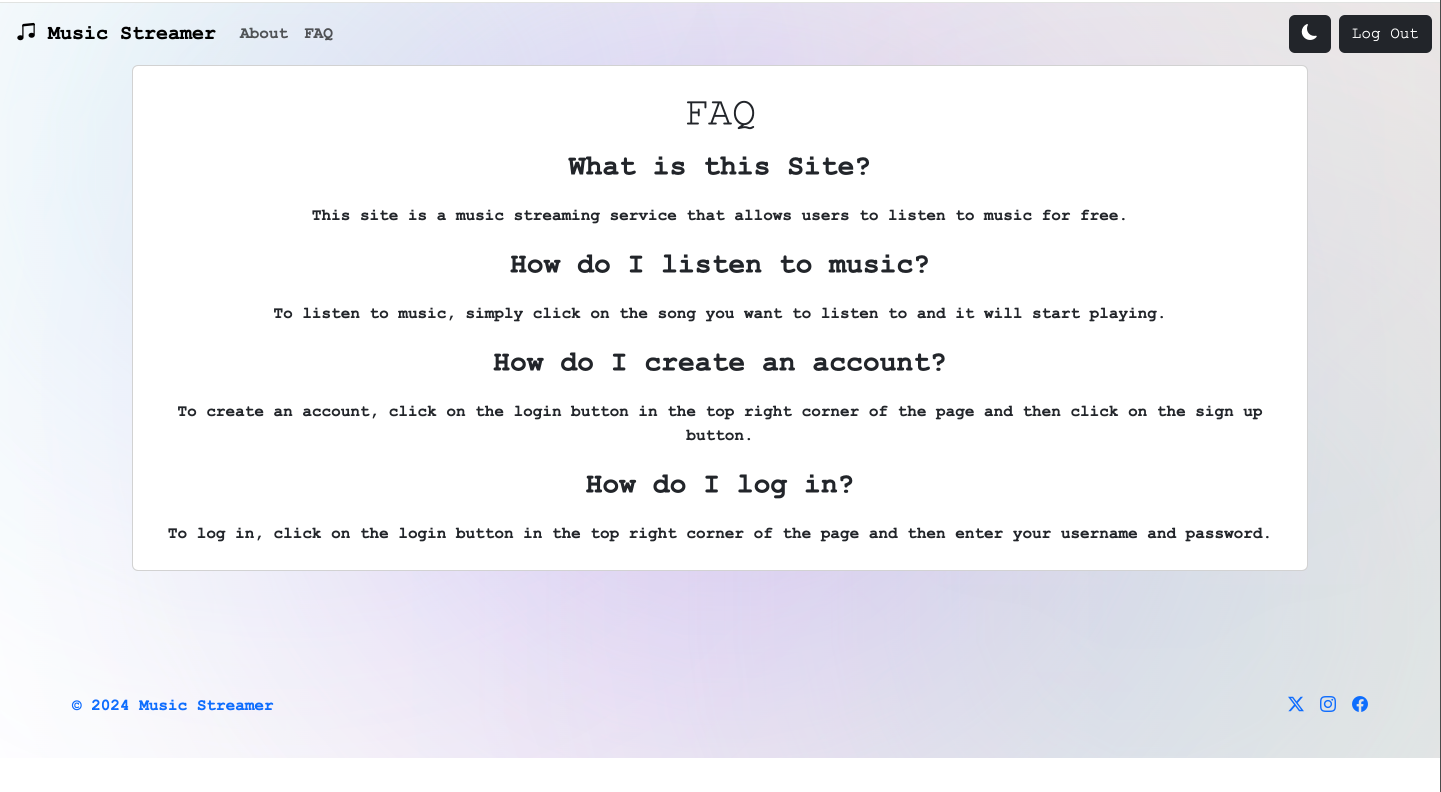 Music Streamer About FAQ Log Out
FAQ
What is this Site?
This site is a music streaming service that allows users to listen to music for free.
How do I listen to music?
To listen to music, simply click on the song you want to listen to and it will start playing.
How do I create an account?
To create an account, click on the login button in the top right corner of the page and then click on the sign up
button.
How do I log in?
To log in, click on the login button in the top right corner of the page and then enter your username and password.
© 2024 Music Streamer